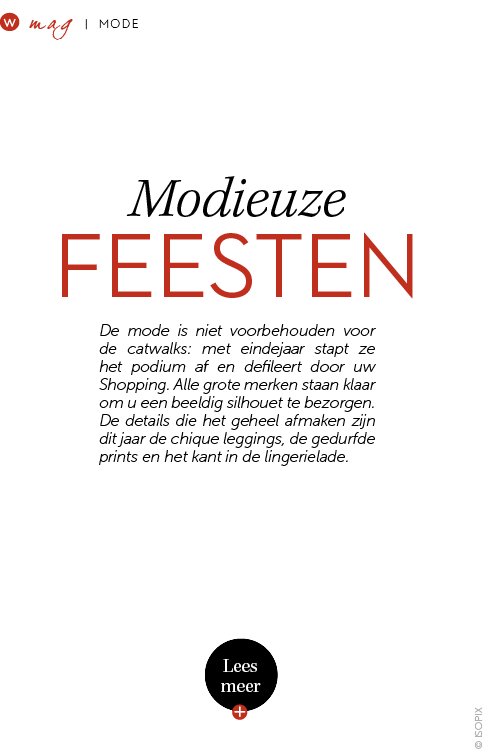 w mag | MODE
Modieuze
FEESTEN
De mode is niet voorbehouden voor
de catwalks: met eindejaar stapt ze
het podium af en defileert door uw
Shopping. Alle grote merken staan klaar
om u een beeldig silhouet te bezorgen.
De details die het geheel afmaken zijn
dit jaar de chique leggings, de gedurfde
prints en het kant in de lingerielade.
Lees
meer
+
© ISOPIX